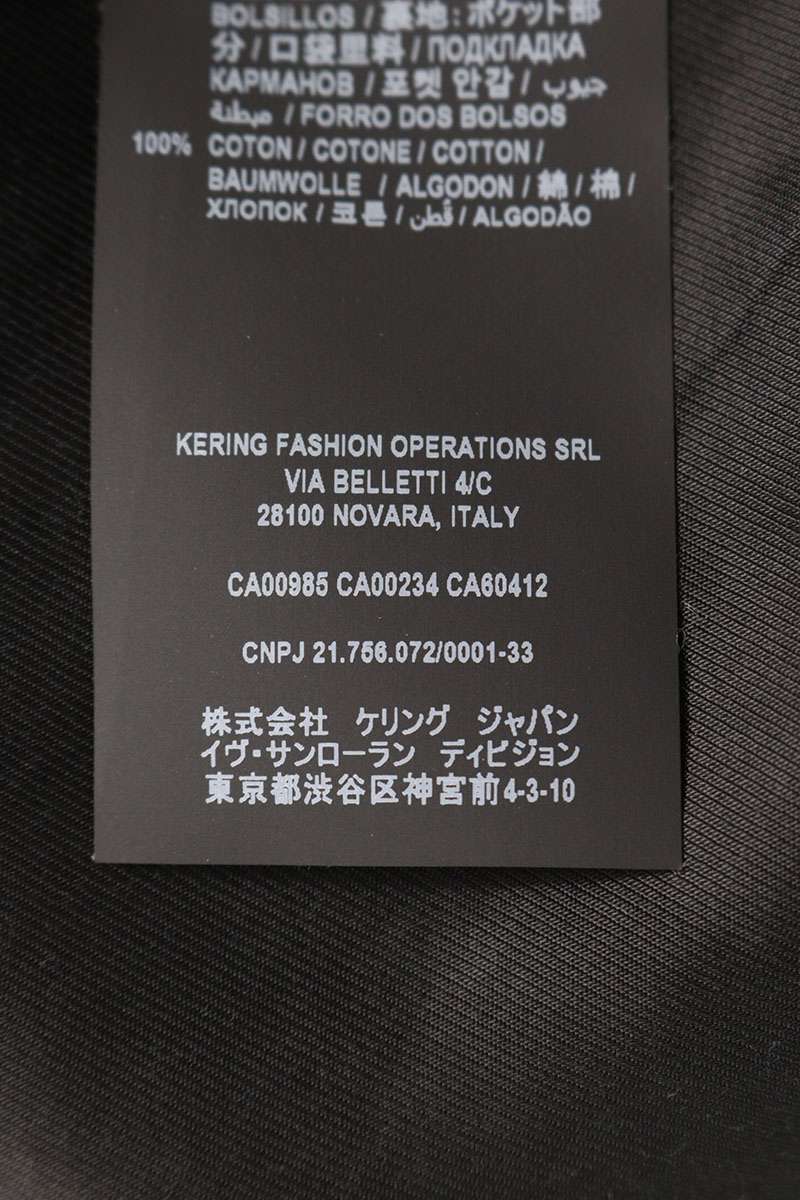 BOLSILLOS / 裏地 : ポケット部
分 / 口袋里料 / ПОДКЛАДКА
КАРМАНОВ / 포켓 안감 / جيوب
مبطنة / FORRO DOS BOLSOS
100% COTON / COTONE / COTTON /
BAUMWOLLE / ALGODON / 綿 / 棉 /
ХЛОПОК / 코튼 / قطن / ALGODÃO
KERING FASHION OPERATIONS SRL
VIA BELLETTI 4/C
28100 NOVARA, ITALY
CA00985 CA00234 CA60412
CNPJ 21.756.072/0001-33
株式会社 ケリング ジャパン
イヴ・サンローラン ディビジョン
東京都渋谷区神宮前4-3-10